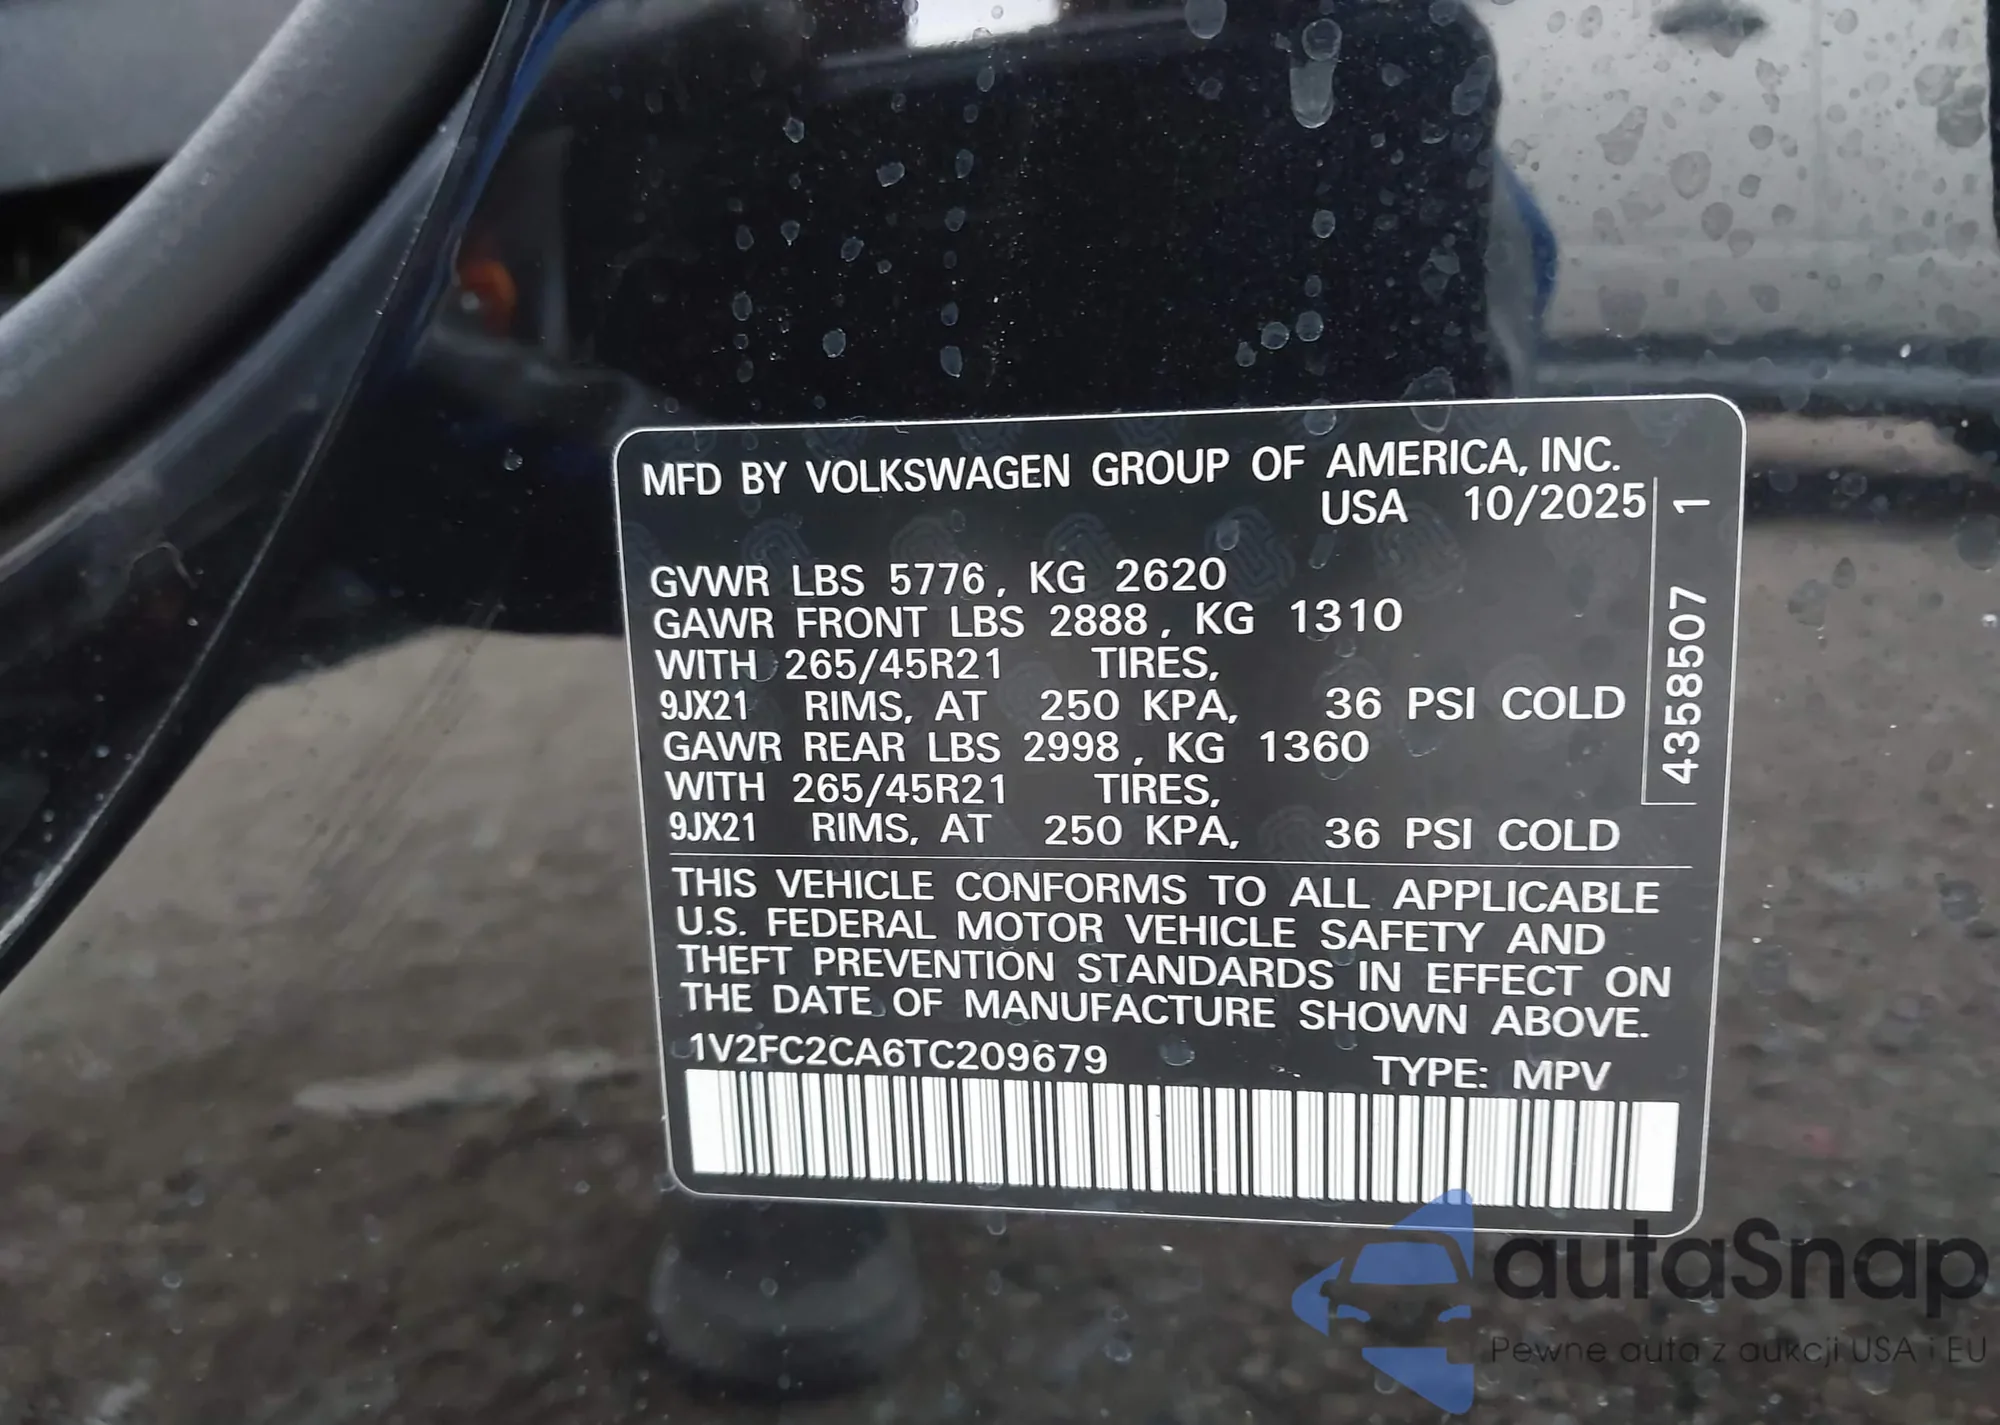 MFD BY VOLKSWAGEN GROUP OF AMERICA, INC.
USA 10/2025
GVWR LBS 5776, KG 2620
GAWR FRONT LBS 2888, KG 1310
WITH 265/45R21 TIRES,
9JX21 RIMS, AT 250 KPA, 36 PSI COLD
GAWR REAR LBS 2998, KG 1360
WITH 265/45R21 TIRES,
9JX21 RIMS, AT 250 KPA, 36 PSI COLD
4358507 1
THIS VEHICLE CONFORMS TO ALL APPLICABLE
U.S. FEDERAL MOTOR VEHICLE SAFETY AND
THEFT PREVENTION STANDARDS IN EFFECT ON
THE DATE OF MANUFACTURE SHOWN ABOVE.
1V2FC2CA6TC209679 TYPE: MPV
autaSnap
Pewne auta z aukcji USA i EU